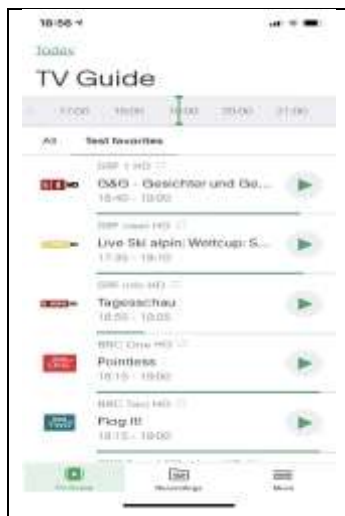 18:56
Today
TV Guide
17:00 18:00 19:00 20:00 21:00
All Test favorites
SRF 1 HD
G&G - Gesichter und Ge...
18:40 - 19:00
SRF zwei HD
Live Ski alpin: Weltcup: S...
17:35 - 19:10
SRF info HD
Tagesschau
18:55 - 19:05
BBC One HD
Pointless
18:15 - 19:00
BBC Two HD
Flog It!
18:15 - 19:00
TV Guide Recordings More